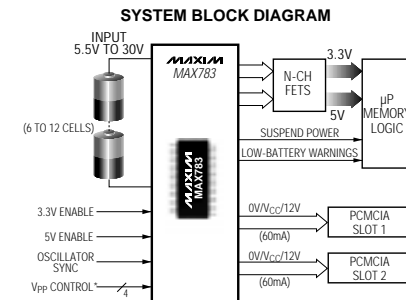 SYSTEM BLOCK DIAGRAM
INPUT
5.5V TO 30V
(6 TO 12 CELLS)
3.3V ENABLE
5V ENABLE
OSCILLATOR
SYNC
VPP CONTROL*
4
MAXIM
MAX783
MAXIM
MAX783
N-CH
FETS
3.3V
5V
µP
MEMORY
LOGIC
SUSPEND POWER
LOW-BATTERY WARNINGS
0V/VCC/12V
(60mA)
PCMCIA
SLOT 1
0V/VCC/12V
(60mA)
PCMCIA
SLOT 2